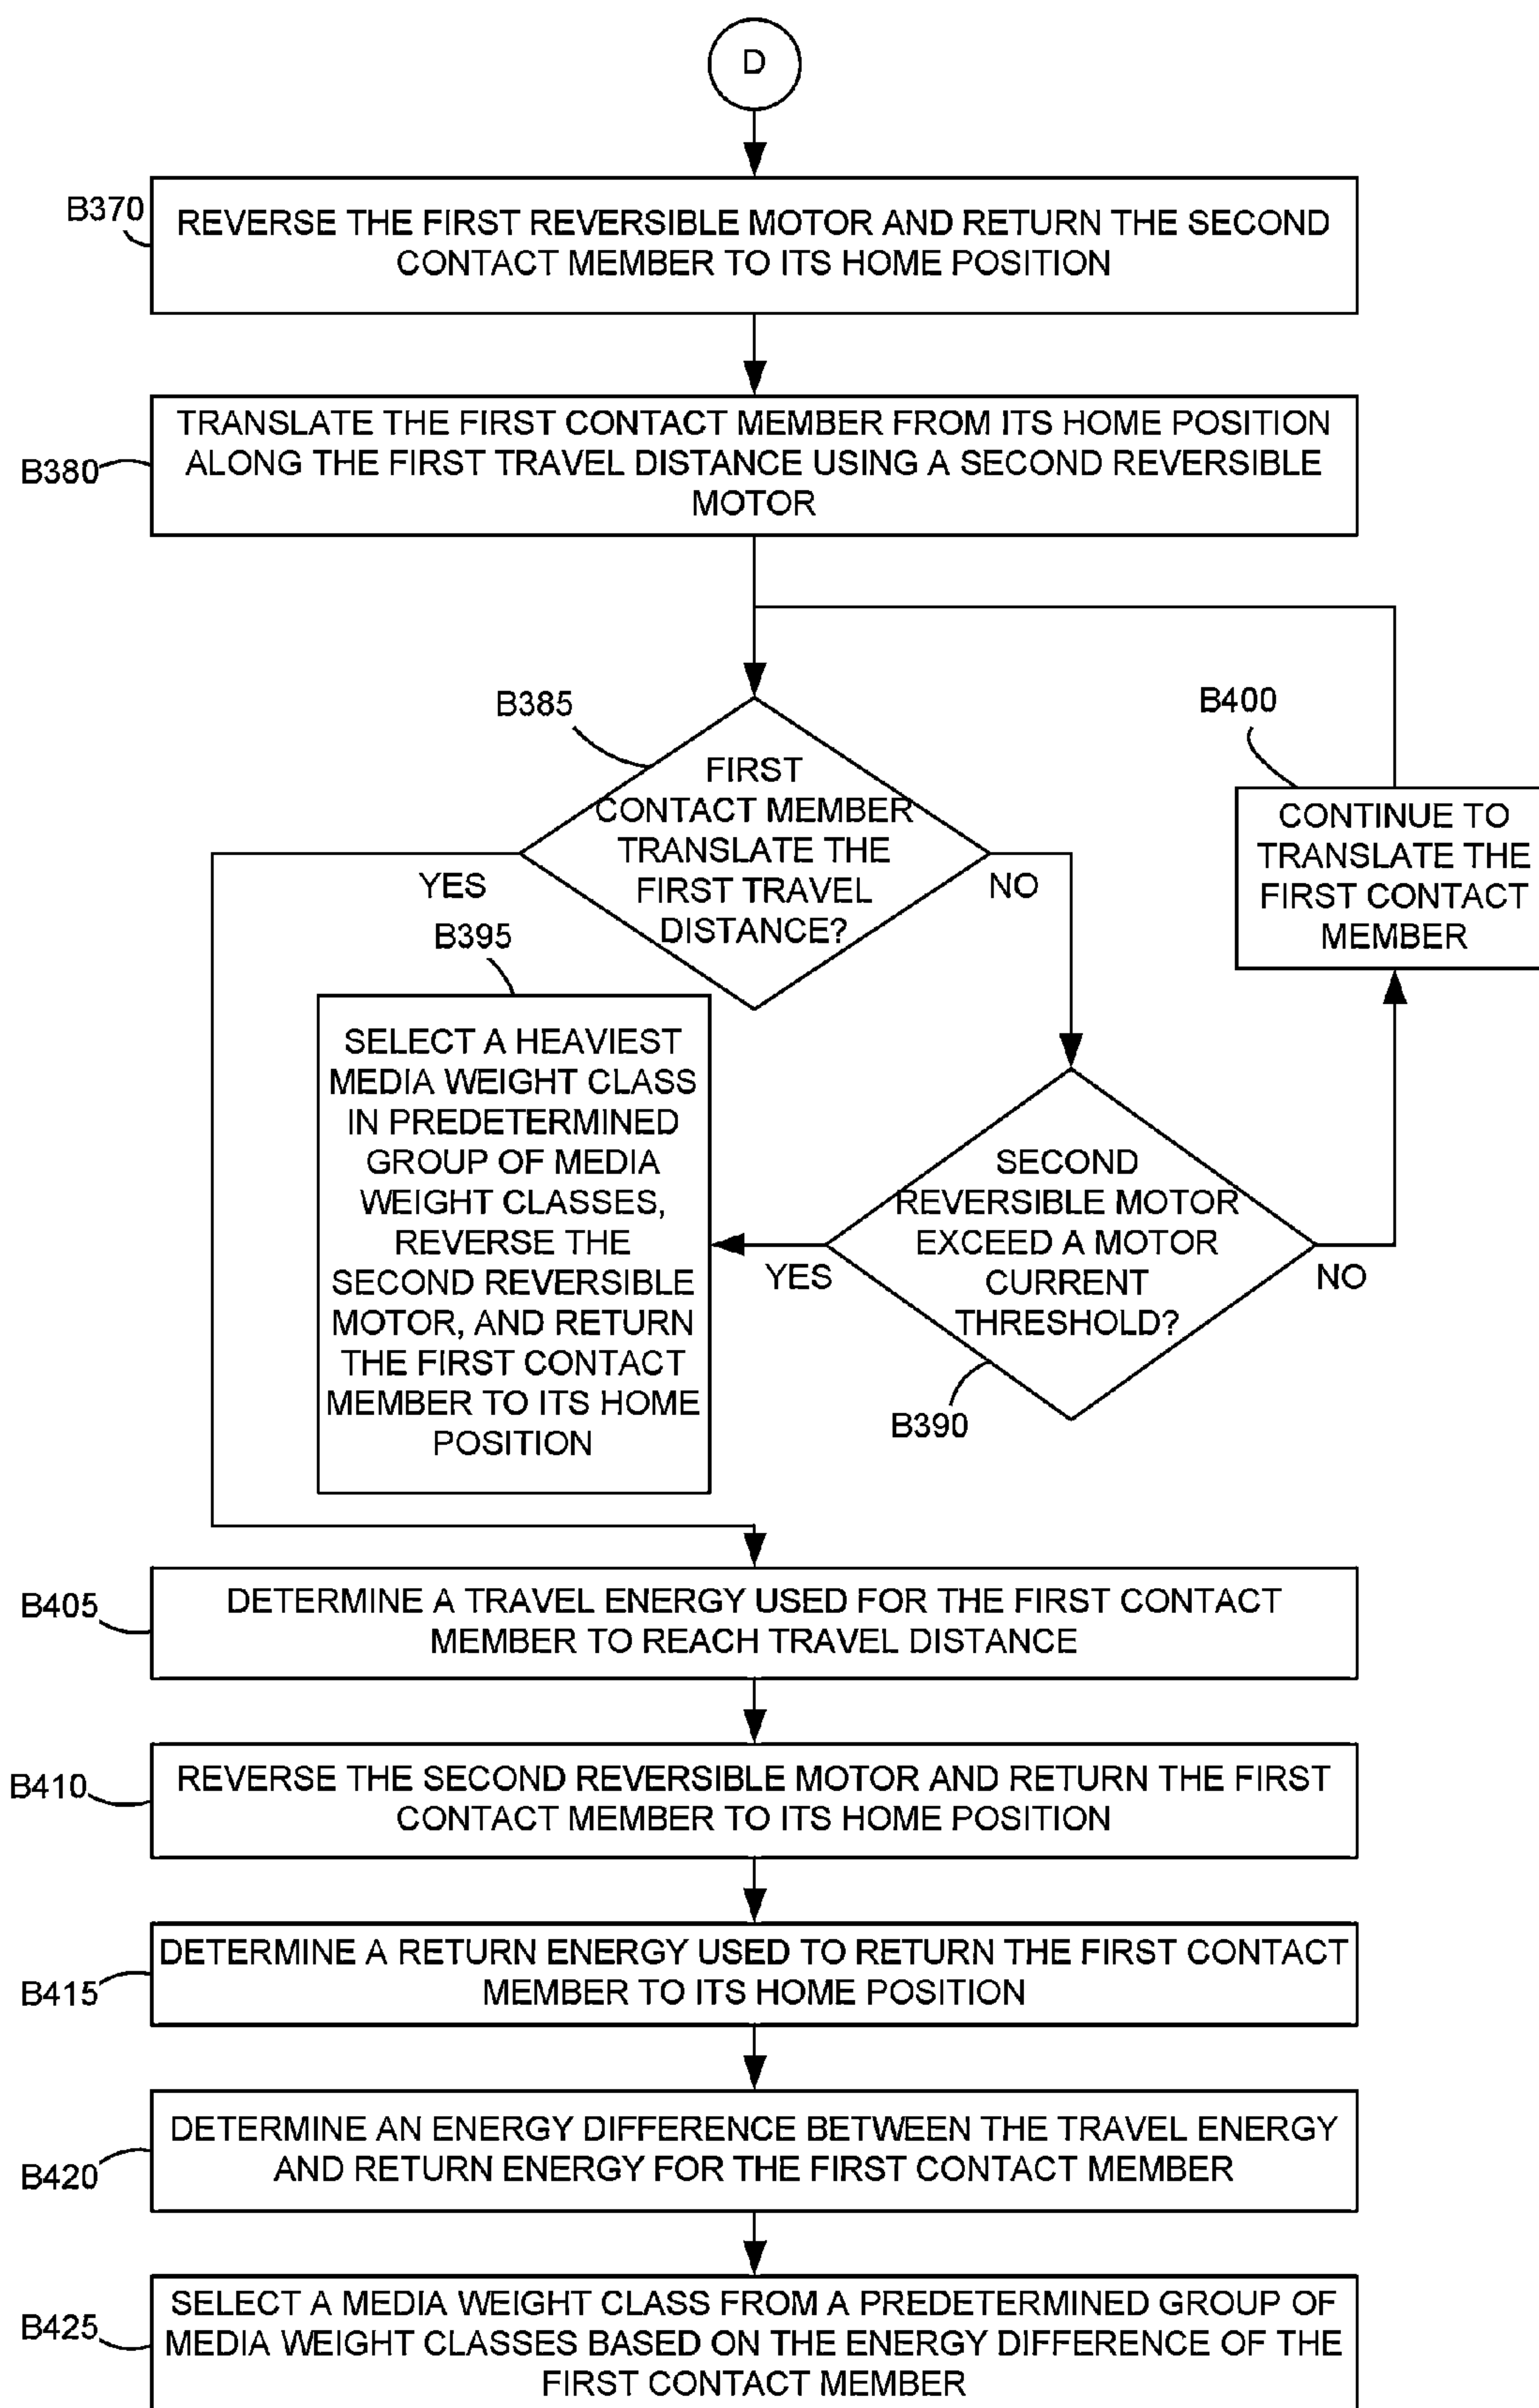 D
B370
REVERSE THE FIRST REVERSIBLE MOTOR AND RETURN THE SECOND
CONTACT MEMBER TO ITS HOME POSITION
B380
TRANSLATE THE FIRST CONTACT MEMBER FROM ITS HOME POSITION
ALONG THE FIRST TRAVEL DISTANCE USING A SECOND REVERSIBLE
MOTOR
B385
FIRST
CONTACT MEMBER
TRANSLATE THE
FIRST TRAVEL
DISTANCE?
YES
NO
B400
CONTINUE TO
TRANSLATE THE
FIRST CONTACT
MEMBER
B395
SELECT A HEAVIEST
MEDIA WEIGHT CLASS
IN PREDETERMINED
GROUP OF MEDIA
WEIGHT CLASSES,
REVERSE THE
SECOND REVERSIBLE
MOTOR, AND RETURN
THE FIRST CONTACT
MEMBER TO ITS HOME
POSITION
SECOND
REVERSIBLE MOTOR
EXCEED A MOTOR
CURRENT
THRESHOLD?
YES
NO
B390
B405
DETERMINE A TRAVEL ENERGY USED FOR THE FIRST CONTACT
MEMBER TO REACH TRAVEL DISTANCE
B410
REVERSE THE SECOND REVERSIBLE MOTOR AND RETURN THE FIRST
CONTACT MEMBER TO ITS HOME POSITION
B415
DETERMINE A RETURN ENERGY USED TO RETURN THE FIRST CONTACT
MEMBER TO ITS HOME POSITION
B420
DETERMINE AN ENERGY DIFFERENCE BETWEEN THE TRAVEL ENERGY
AND RETURN ENERGY FOR THE FIRST CONTACT MEMBER
B425
SELECT A MEDIA WEIGHT CLASS FROM A PREDETERMINED GROUP OF
MEDIA WEIGHT CLASSES BASED ON THE ENERGY DIFFERENCE OF THE
FIRST CONTACT MEMBER